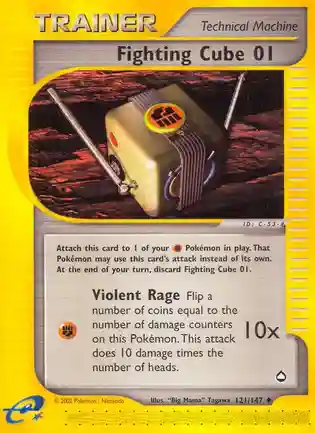 TRAINER
Technical Machine
Fighting Cube 01
Attach this card to 1 of your Pokémon in play. That
Pokémon may use this card's attack instead of its own.
At the end of your turn, discard Fighting Cube 01.
Violent Rage Flip a
number of coins equal to the
number of damage counters
on this Pokémon. This attack
does 10 damage times the
number of heads.
10x
Illus. "Big Mama" Tagawa 121/147
© 2002 Pokémon / Nintendo